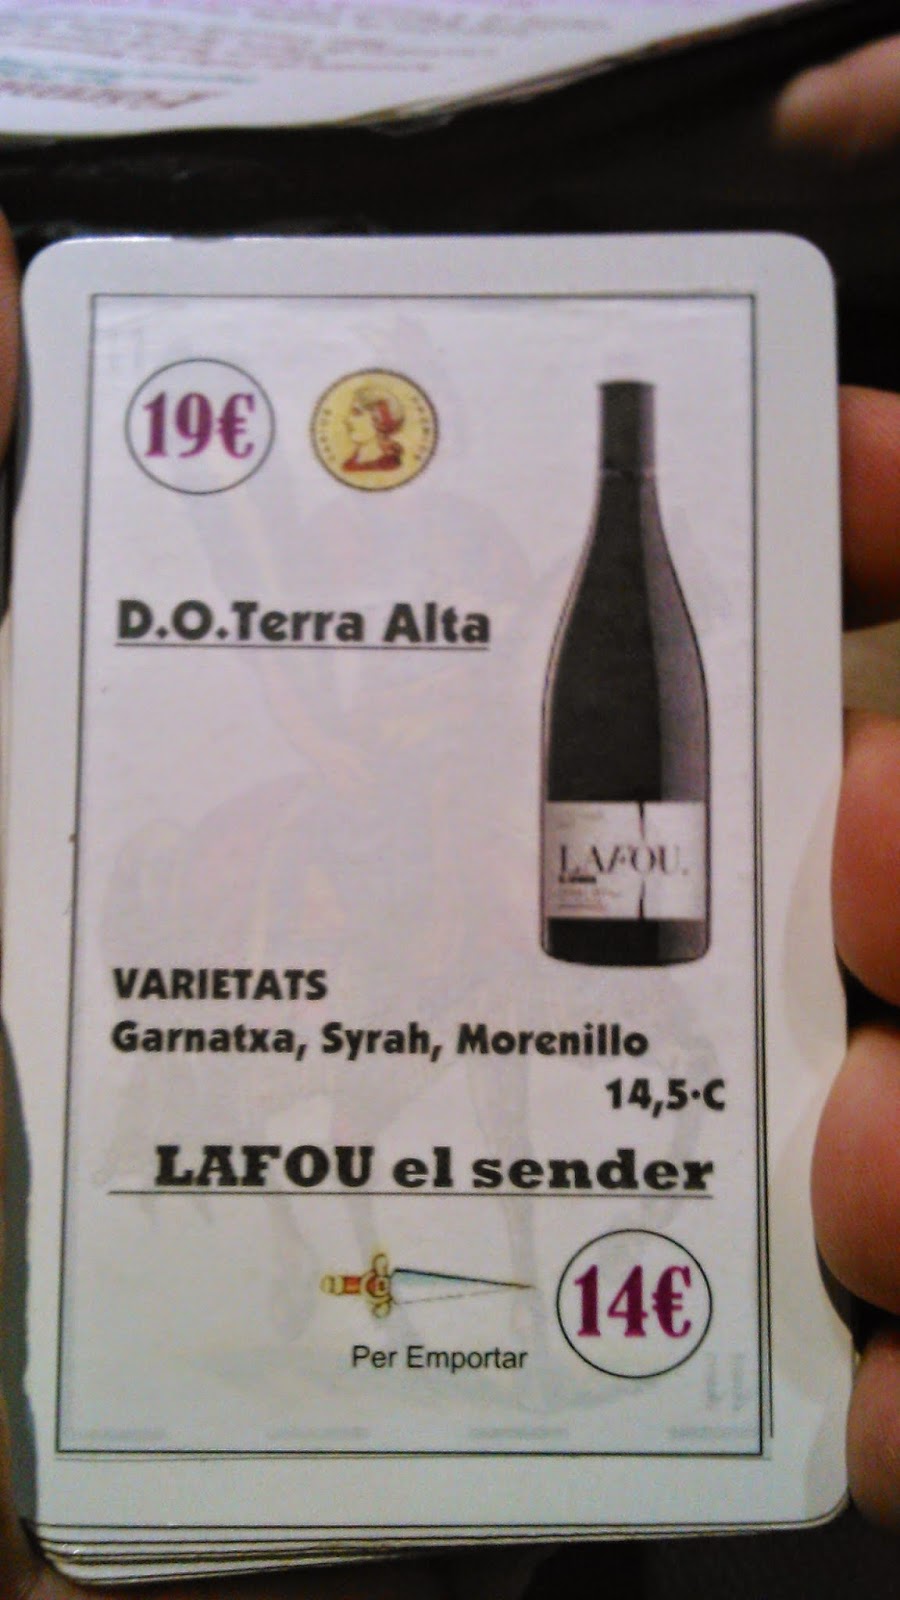 19€
D.O.Terra Alta
LAFOU.
VARIETATS
Garnatxa, Syrah, Morenillo
14,5·C
LAFOU el sender
14€
Per Emportar